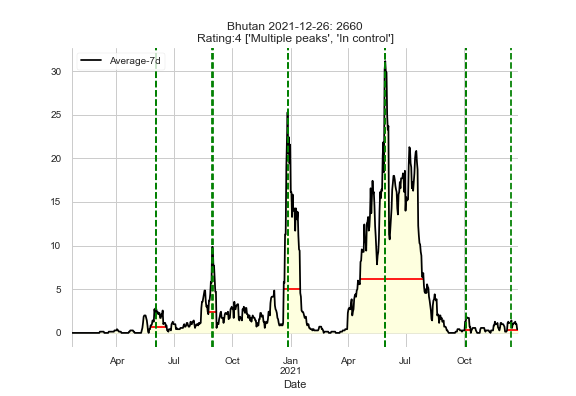 Bhutan 2021-12-26: 2660
Rating:4 ['Multiple peaks', 'In control']
Average-7d
30
25
20
15
10
5
0
Apr Jul Oct Jan Apr Jul Oct
2021
Date